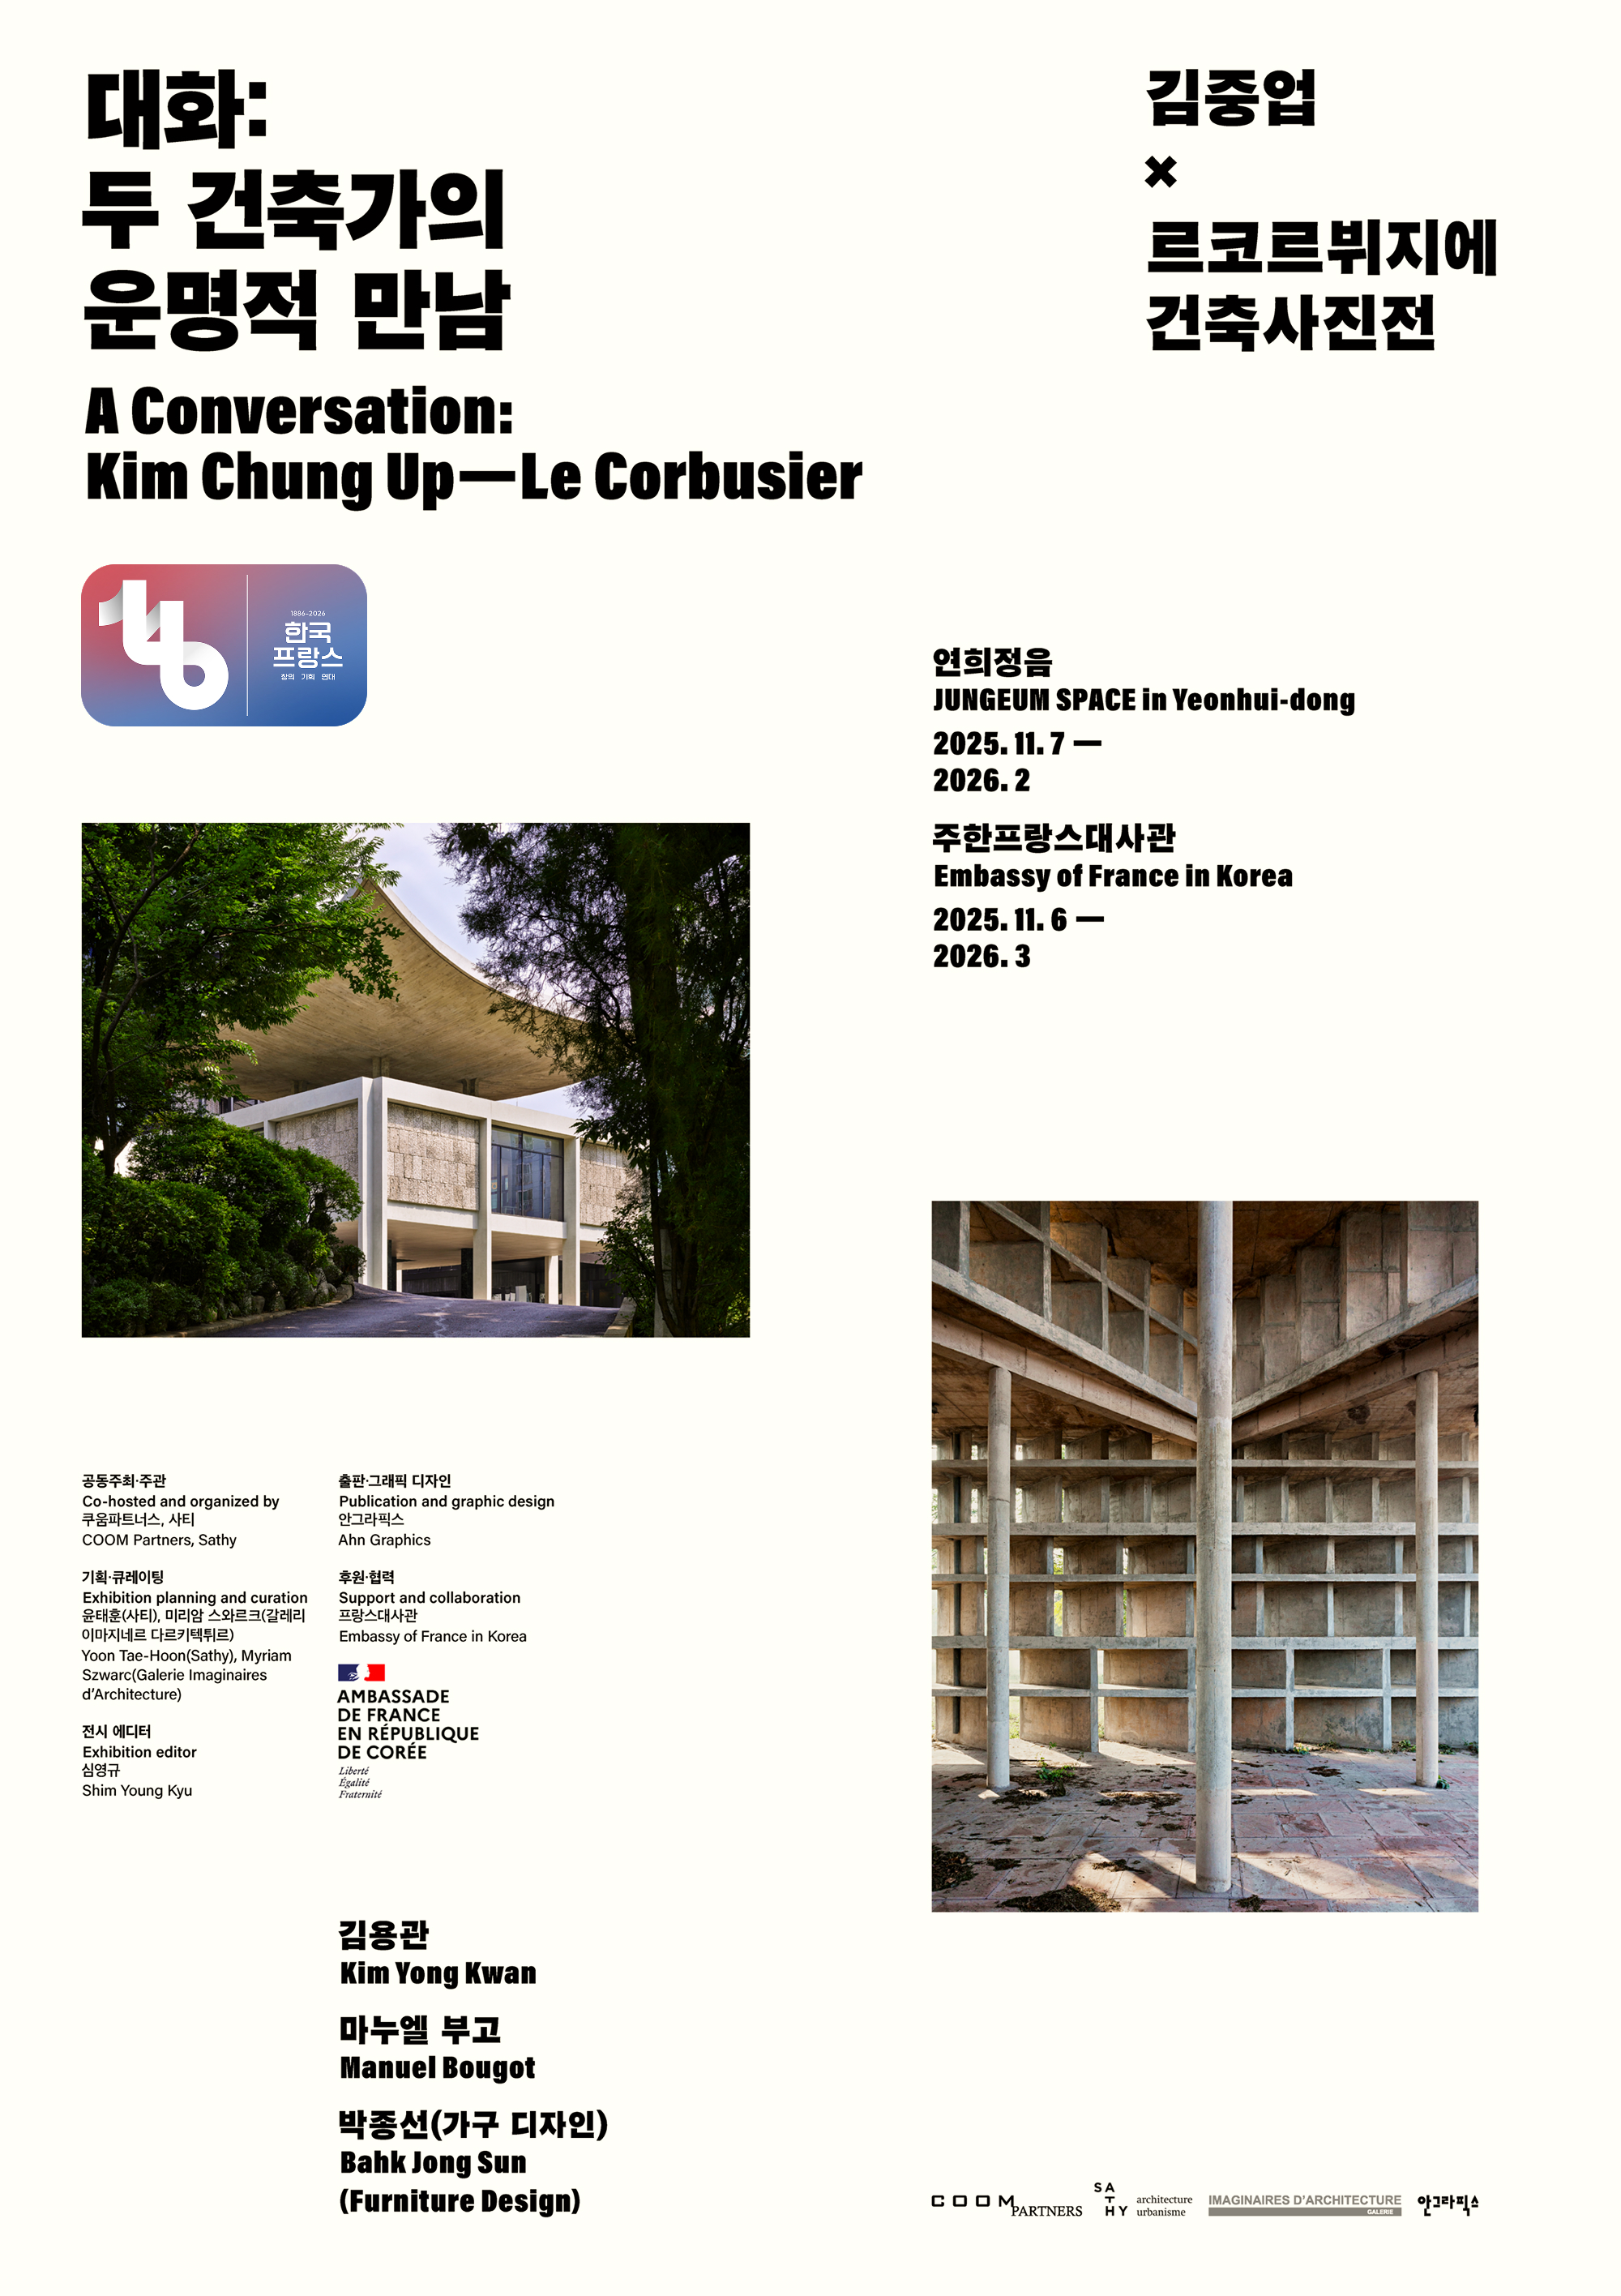 대화:
두 건축가의
운명적 만남
A Conversation:
Kim Chung Up—Le Corbusier
김중업
×
르코르뷔지에
건축사진전
146
1886-2026
한국
프랑스
창의 기회 연대
연희정음
JUNGEUM SPACE in Yeonhui-dong
2025. 11. 7 —
2026. 2
주한프랑스대사관
Embassy of France in Korea
2025. 11. 6 —
2026. 3
공동주최·주관
Co-hosted and organized by
쿠움파트너스, 사티
COOM Partners, Sathy
기획·큐레이팅
Exhibition planning and curation
윤태훈(사티), 미리암 스와르크(갈레리
이마지네르 다르키텍튀르)
Yoon Tae-Hoon(Sathy), Myriam
Szwarc(Galerie Imaginaires
d’Architecture)
전시 에디터
Exhibition editor
심영규
Shim Young Kyu
출판·그래픽 디자인
Publication and graphic design
안그라픽스
Ahn Graphics
후원·협력
Support and collaboration
프랑스대사관
Embassy of France in Korea
AMBASSADE
DE FRANCE
EN RÉPUBLIQUE
DE CORÉE
Liberté
Égalité
Fraternité
김용관
Kim Yong Kwan
마누엘 부고
Manuel Bougot
박종선(가구 디자인)
Bahk Jong Sun
(Furniture Design)
COOM
PARTNERS
SA
T
HY
architecture
urbanisme
IMAGINAIRES D’ARCHITECTURE
GALERIE
안그라픽스